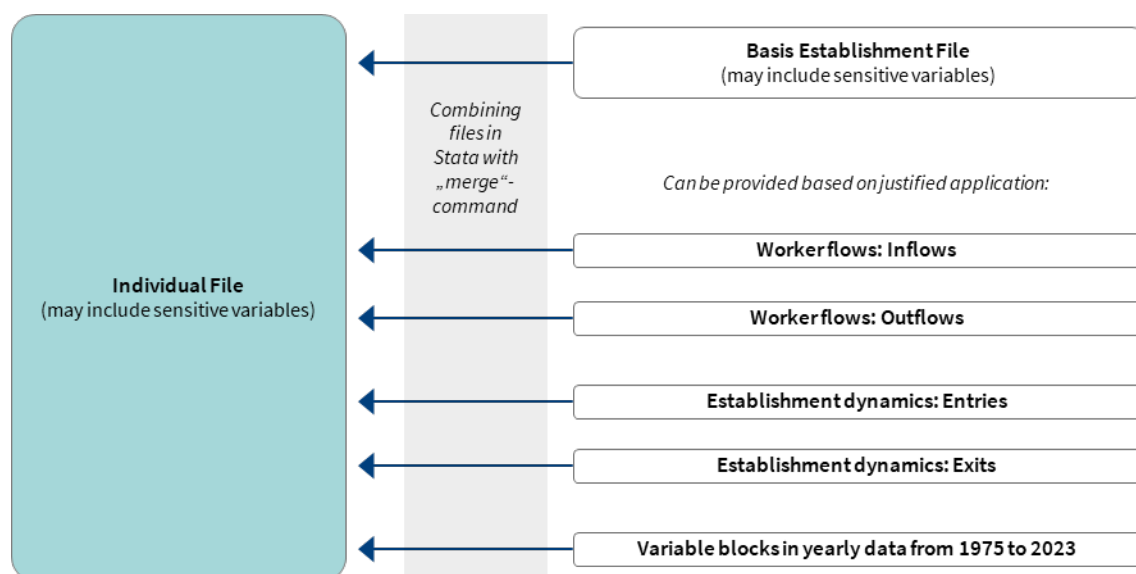 Basis Establishment File
(may include sensitive variables)
Combining
files in
Stata with
„merge“-
command
Can be provided based on justified application:
Worker flows: Inflows
Individual File
(may include sensitive variables)
Worker flows: Outflows
Establishment dynamics: Entries
Establishment dynamics: Exits
Variable blocks in yearly data from 1975 to 2023